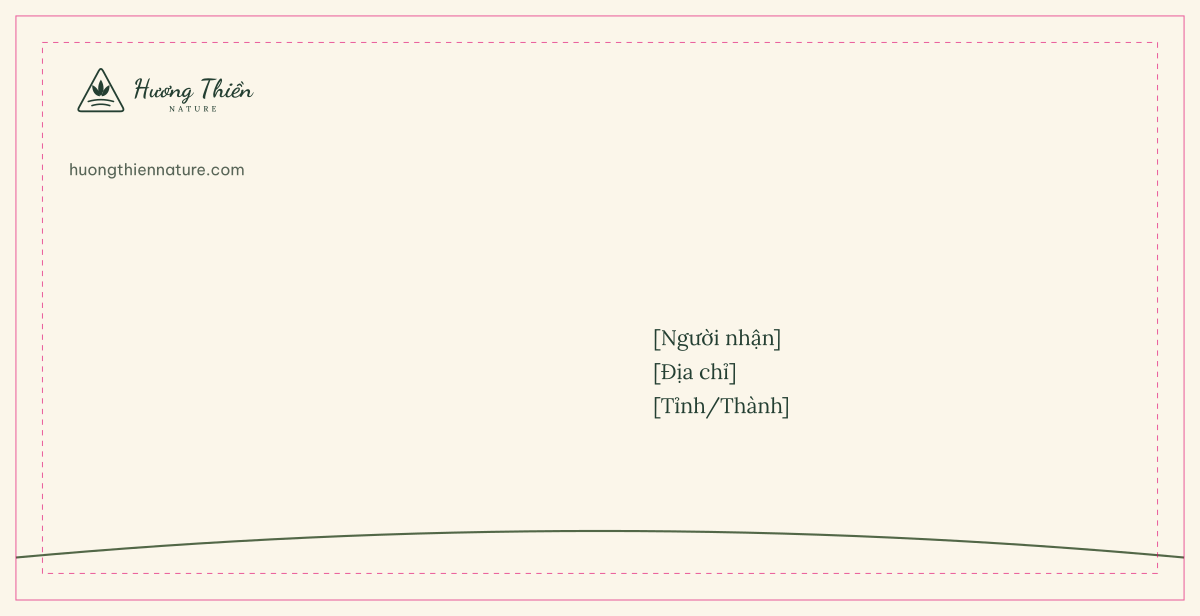 Hương Thiền
NATURE
huongthiennature.com
[Người nhận]
[Địa chỉ]
[Tỉnh/Thành]